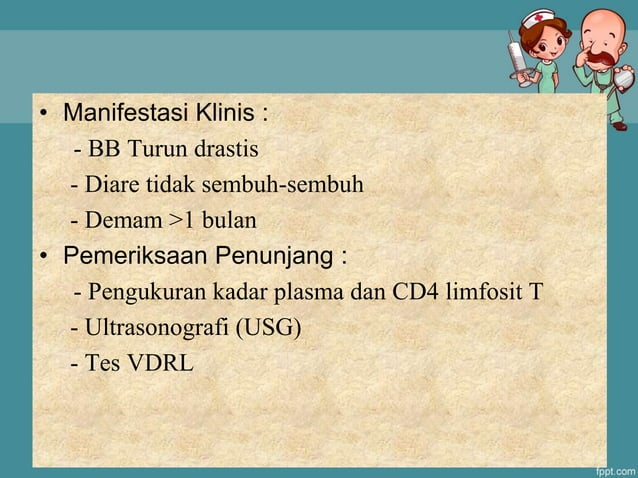 • Manifestasi Klinis :
- BB Turun drastis
- Diare tidak sembuh-sembuh
- Demam >1 bulan
• Pemeriksaan Penunjang :
- Pengukuran kadar plasma dan CD4 limfosit T
- Ultrasonografi (USG)
- Tes VDRL
fppt.com